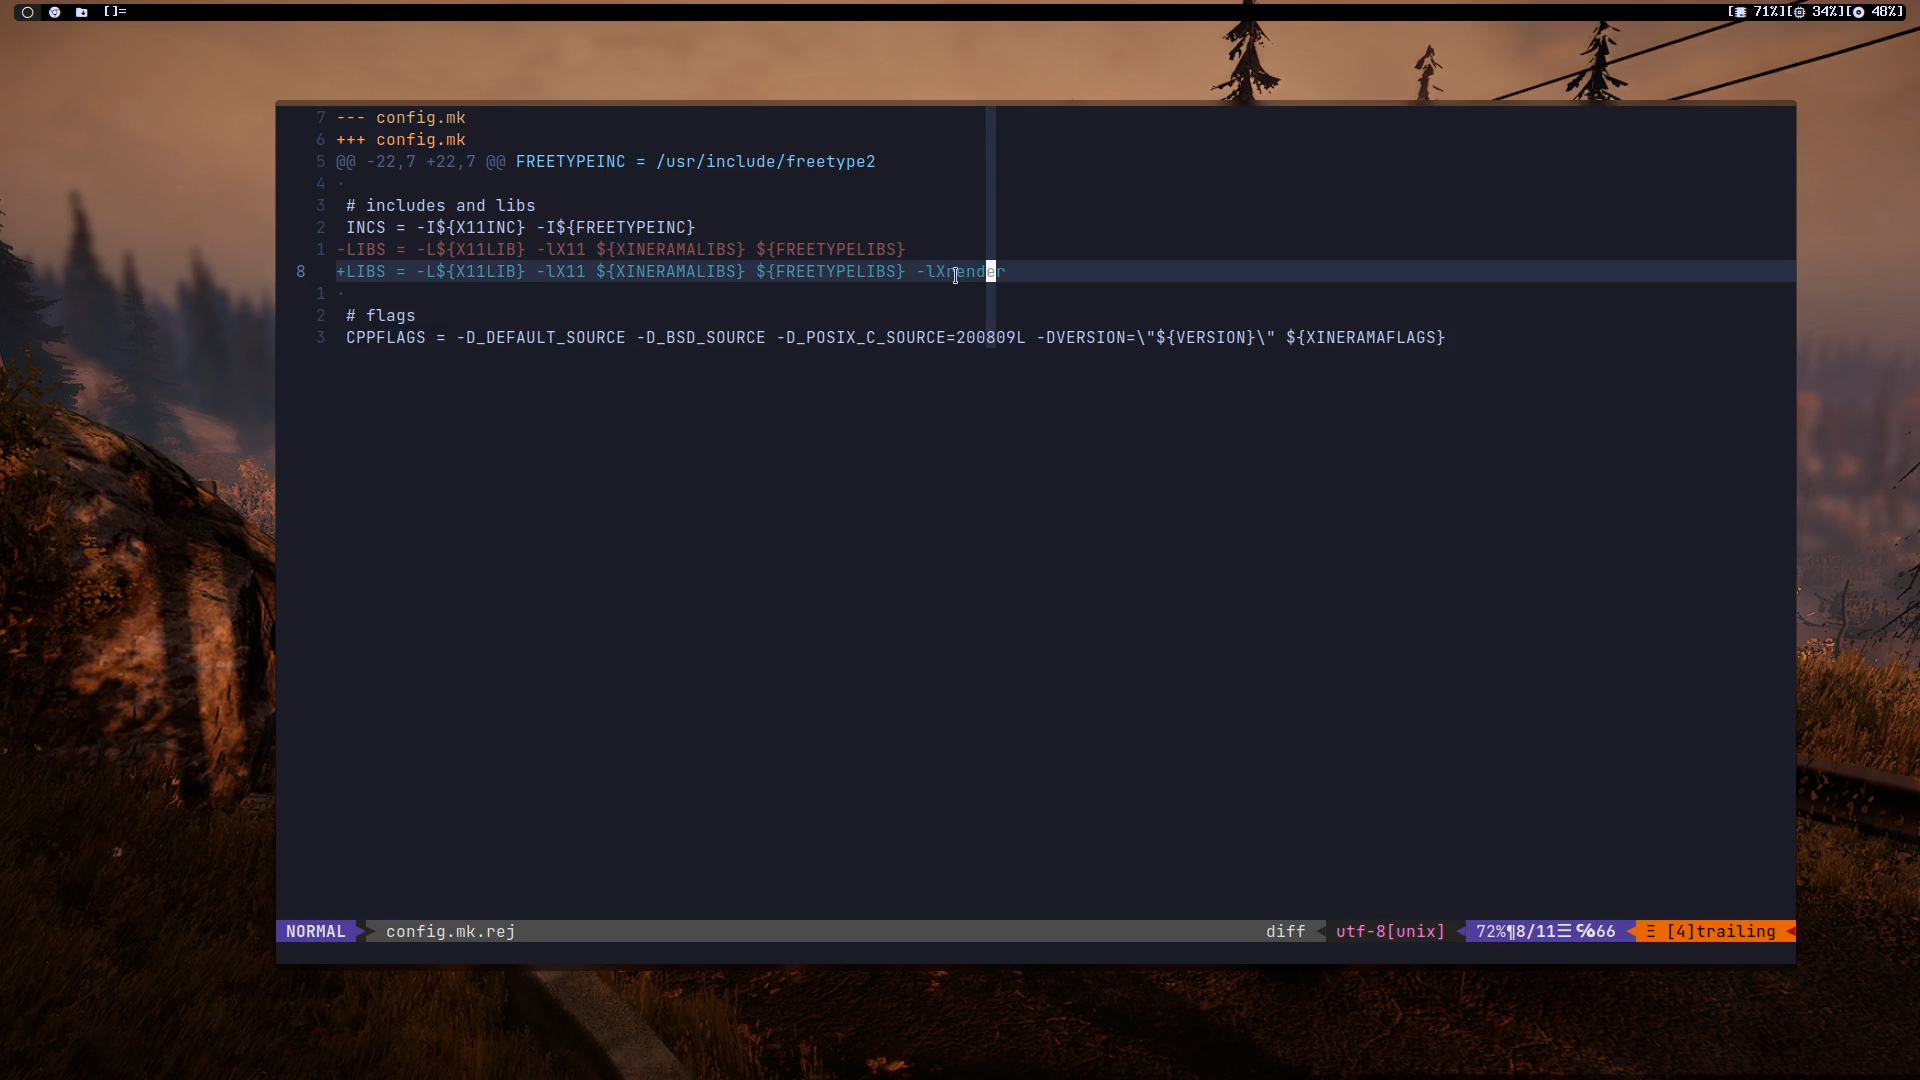 []= [ 71%][ 34%][ 48%]
7 --- config.mk
6 +++ config.mk
5 @@ -22,7 +22,7 @@ FREETYPEINC = /usr/include/freetype2
4 ·
3  # includes and libs
2  INCS = -I${X11INC} -I${FREETYPEINC}
1 -LIBS = -L${X11LIB} -lX11 ${XINERAMALIBS} ${FREETYPELIBS}
8 +LIBS = -L${X11LIB} -lX11 ${XINERAMALIBS} ${FREETYPELIBS} -lXrender
1 ·
2  # flags
3  CPPFLAGS = -D_DEFAULT_SOURCE -D_BSD_SOURCE -D_POSIX_C_SOURCE=200809L -DVERSION=\"${VERSION}\" ${XINERAMAFLAGS}
NORMAL config.mk.rej diff utf-8[unix] 72%¶8/11☰℅66 Ξ [4]trailing